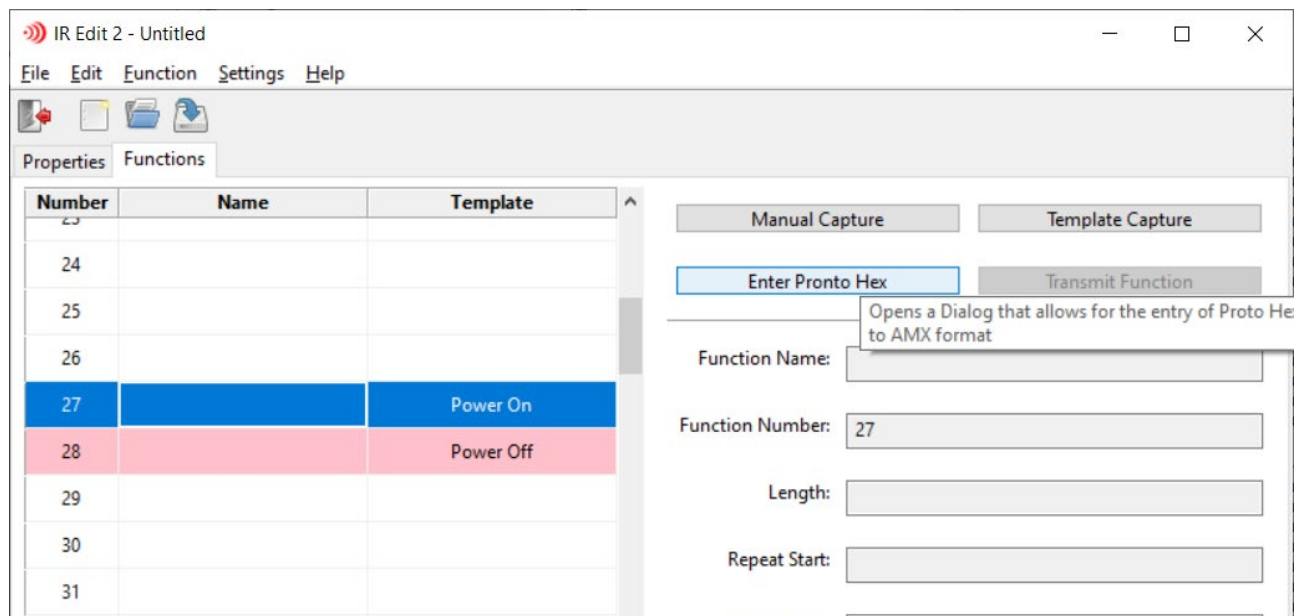 IR Edit 2 - Untitled
File Edit Function Settings Help
Properties Functions
Number Name Template
24
25
26
27 Power On
28 Power Off
29
30
31
Manual Capture Template Capture
Enter Pronto Hex Transmit Function
Opens a Dialog that allows for the entry of Proto He
to AMX format
Function Name:
Function Number: 27
Length:
Repeat Start: